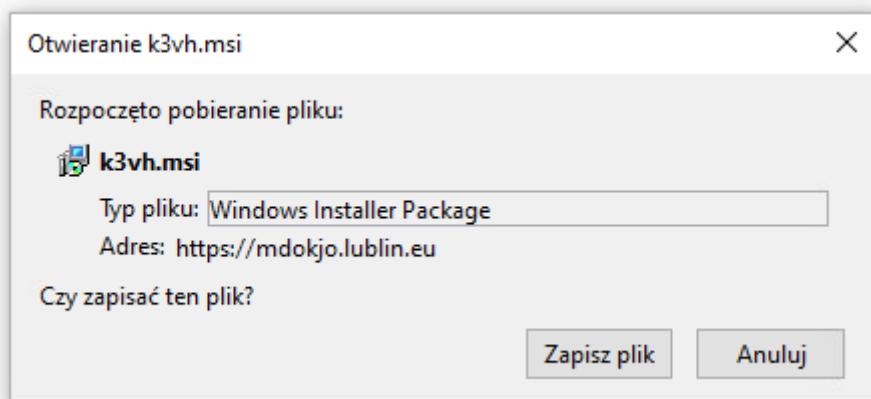 Otwieranie k3vh.msi
Rozpoczęto pobieranie pliku:
k3vh.msi
Typ pliku: Windows Installer Package
Adres: https://mdokjo.lublin.eu
Czy zapisać ten plik?
Zapisz plik Anuluj